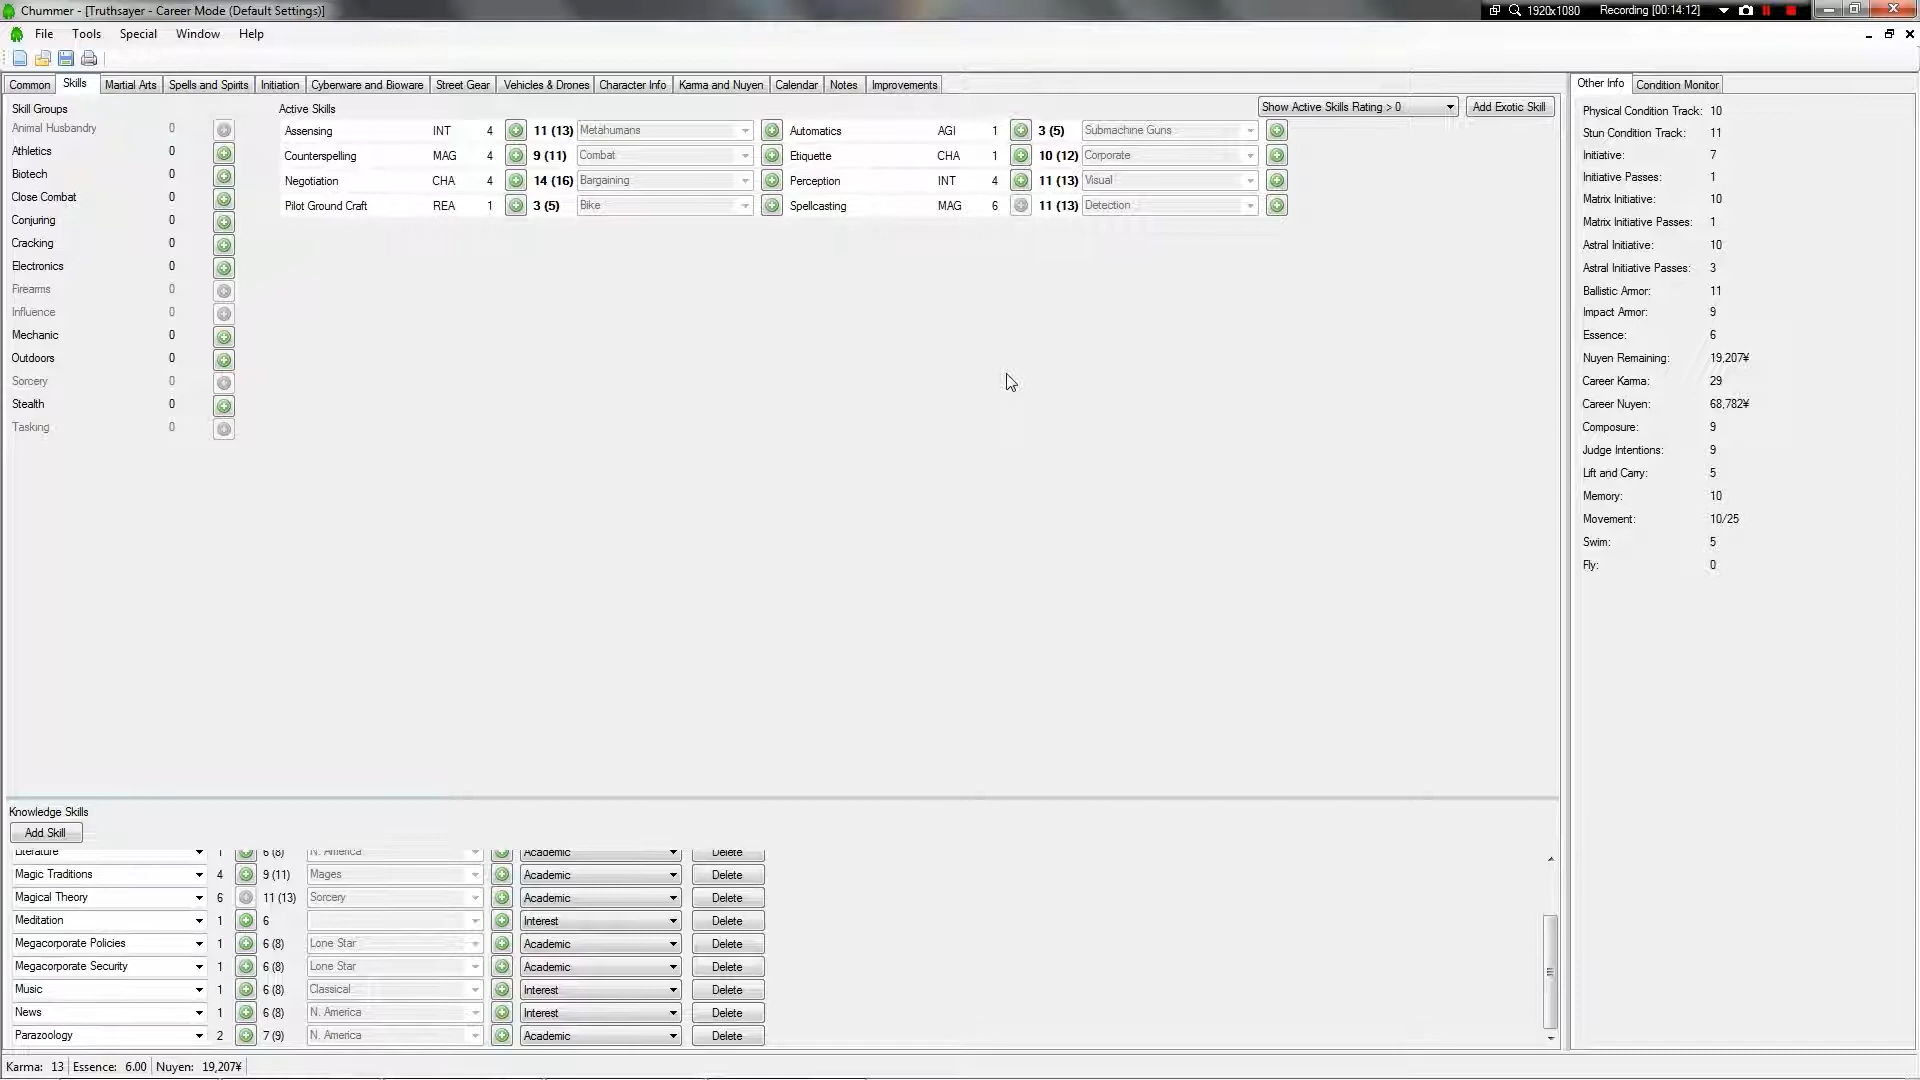 Chummer - [Truthsayer - Career Mode (Default Settings)]
1920x1080 Recording [00:14:12]
File Tools Special Window Help
Common Skills Martial Arts Spells and Spirits Initiation Cyberware and Bioware Street Gear Vehicles & Drones Character Info Karma and Nuyen Calendar Notes Improvements
Other Info Condition Monitor
Skill Groups
Animal Husbandry 0
Athletics 0
Biotech 0
Close Combat 0
Conjuring 0
Cracking 0
Electronics 0
Firearms 0
Influence 0
Mechanic 0
Outdoors 0
Sorcery 0
Stealth 0
Tasking 0
Active Skills
Show Active Skills Rating > 0 Add Exotic Skill
Assensing INT 4 11 (13) Metahumans Automatics AGI 1 3 (5) Submachine Guns
Counterspelling MAG 4 9 (11) Combat Etiquette CHA 1 10 (12) Corporate
Negotiation CHA 4 14 (16) Bargaining Perception INT 4 11 (13) Visual
Pilot Ground Craft REA 1 3 (5) Bike Spellcasting MAG 6 11 (13) Detection
Physical Condition Track: 10
Stun Condition Track: 11
Initiative: 7
Initiative Passes: 1
Matrix Initiative: 10
Matrix Initiative Passes: 1
Astral Initiative: 10
Astral Initiative Passes: 3
Ballistic Armor: 11
Impact Armor: 9
Essence: 6
Nuyen Remaining: 19,207¥
Career Karma: 29
Career Nuyen: 68,782¥
Composure: 9
Judge Intentions: 9
Lift and Carry: 5
Memory: 10
Movement: 10/25
Swim: 5
Fly: 0
Knowledge Skills
Add Skill
Literature 1 6 (8) N. America Academic Delete
Magic Traditions 4 9 (11) Mages Academic Delete
Magical Theory 6 11 (13) Sorcery Academic Delete
Meditation 1 6 Interest Delete
Megacorporate Policies 1 6 (8) Lone Star Academic Delete
Megacorporate Security 1 6 (8) Lone Star Academic Delete
Music 1 6 (8) Classical Interest Delete
News 1 6 (8) N. America Interest Delete
Parazoology 2 7 (9) N. America Academic Delete
Karma: 13 Essence: 6.00 Nuyen: 19,207¥